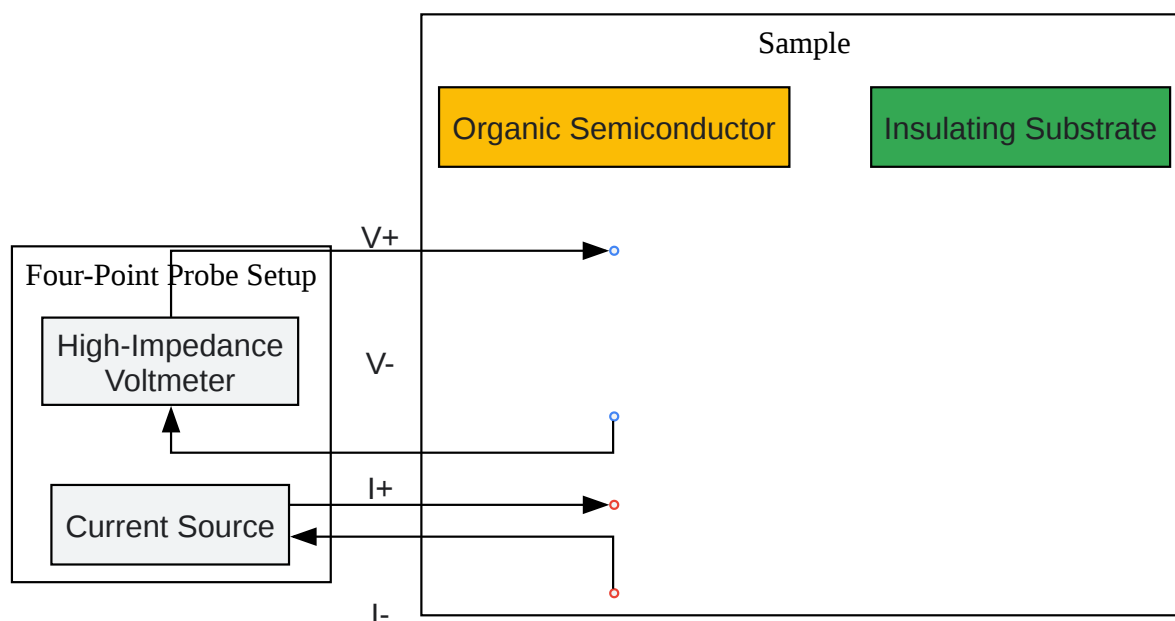 Sample
Organic Semiconductor
Insulating Substrate
V+
Four-Point Probe Setup
High-Impedance
Voltmeter
V-
I+
Current Source
I-